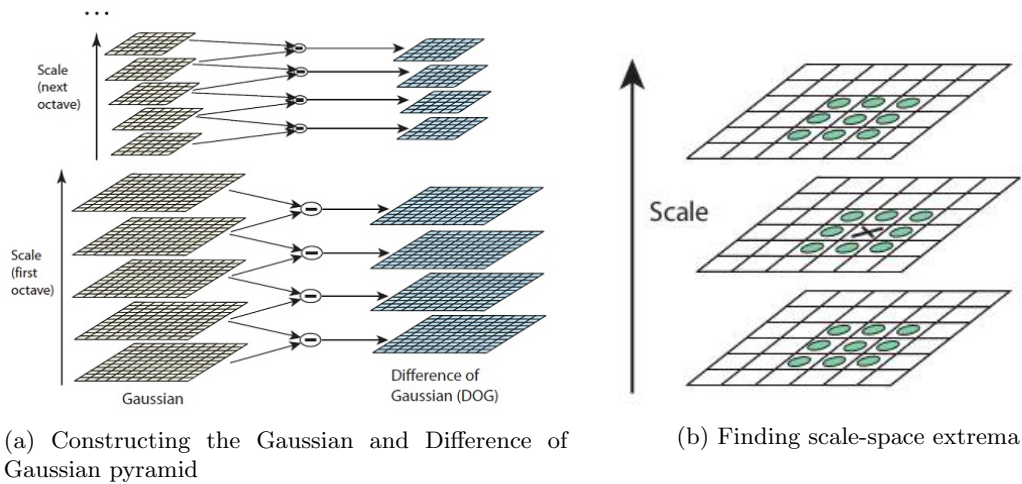 ...
Scale
(next
octave)
Scale
(first
octave)
Gaussian
Difference of
Gaussian (DOG)
(a) Constructing the Gaussian and Difference of
Gaussian pyramid
Scale
(b) Finding scale-space extrema